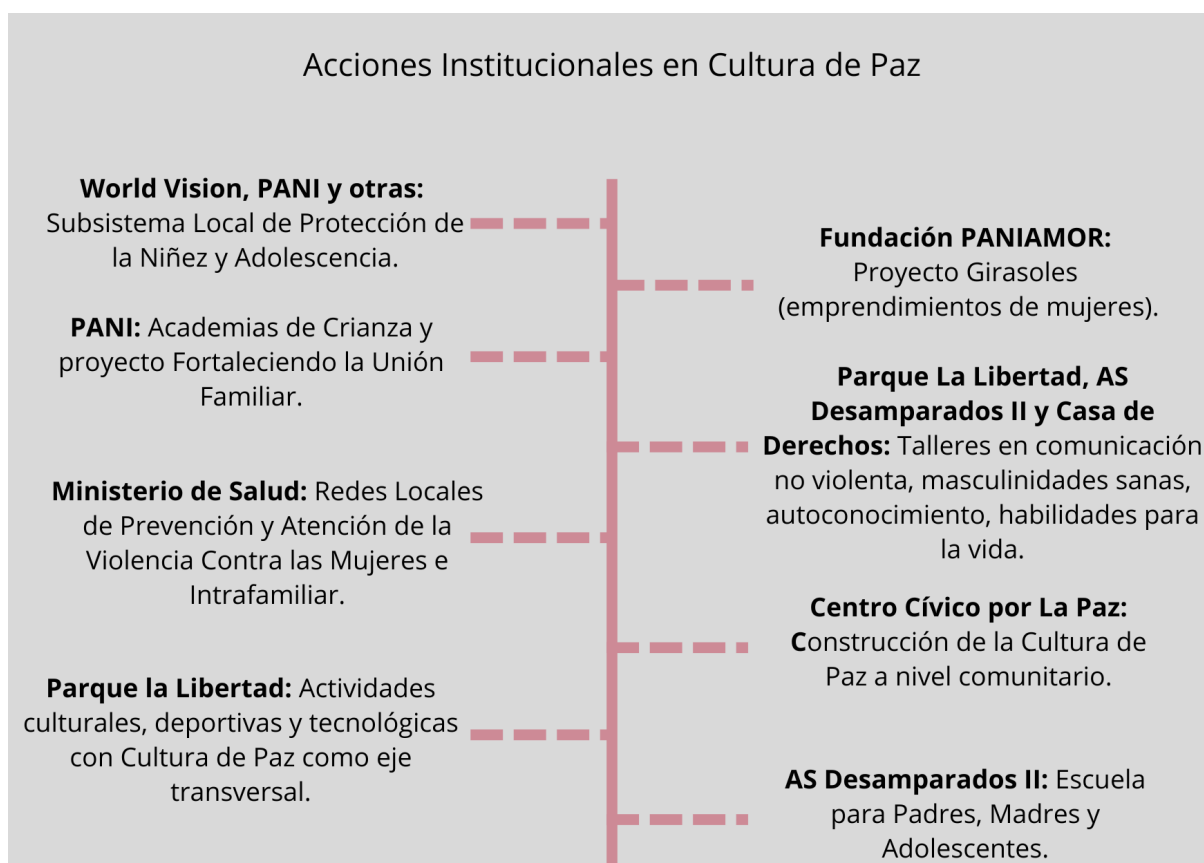 Acciones Institucionales en Cultura de Paz
World Vision, PANI y otras:
Subsistema Local de Protección de
la Niñez y Adolescencia.
PANI: Academias de Crianza y
proyecto Fortaleciendo la Unión
Familiar.
Ministerio de Salud: Redes Locales
de Prevención y Atención de la
Violencia Contra las Mujeres e
Intrafamiliar.
Parque la Libertad: Actividades
culturales, deportivas y tecnológicas
con Cultura de Paz como eje
transversal.
Fundación PANIAMOR:
Proyecto Girasoles
(emprendimientos de mujeres).
Parque La Libertad, AS
Desamparados II y Casa de
Derechos: Talleres en comunicación
no violenta, masculinidades sanas,
autoconocimiento, habilidades para
la vida.
Centro Cívico por La Paz:
Construcción de la Cultura de
Paz a nivel comunitario.
AS Desamparados II: Escuela
para Padres, Madres y
Adolescentes.